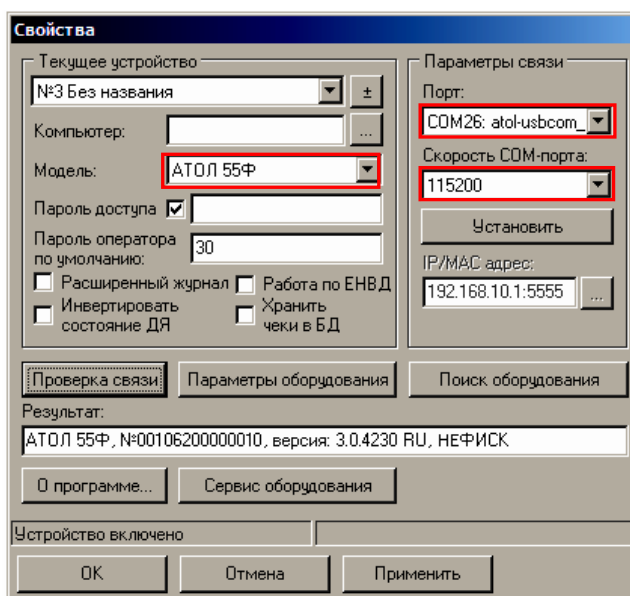 Свойства
Текущее устройство
№3 Без названия
±
Компьютер:
...
Модель:
АТОЛ 55Ф
Пароль доступа
Пароль оператора
по умолчанию:
30
Расширенный журнал
Работа по ЕНВД
Инвертировать
состояние ДЯ
Хранить
чеки в БД
Параметры связи
Порт:
COM26: atol-usbcom_
Скорость COM-порта:
115200
Установить
IP/MAC адрес:
192.168.10.1:5555
...
Проверка связи
Параметры оборудования
Поиск оборудования
Результат:
АТОЛ 55Ф, №00106200000010, версия: 3.0.4230 RU, НЕФИСК
О программе...
Сервис оборудования
Устройство включено
OK
Отмена
Применить